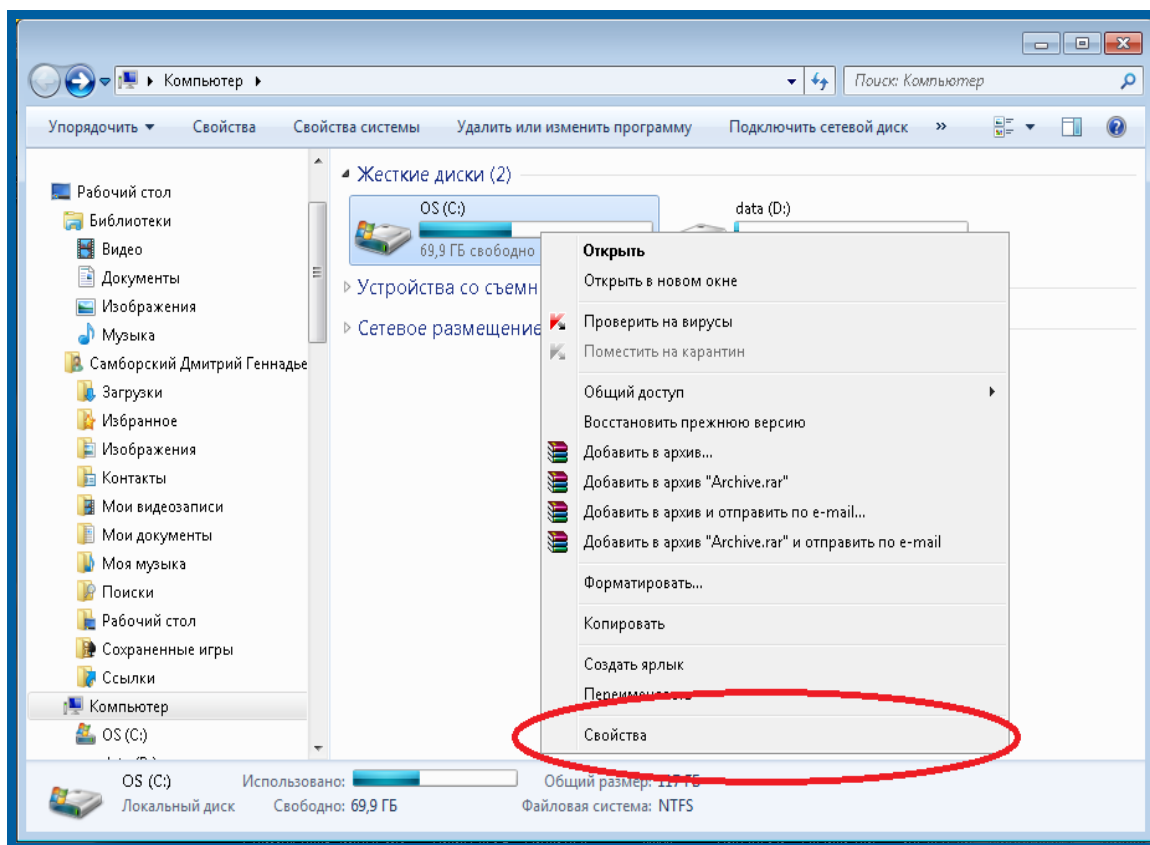 Компьютер
Поиск: Компьютер
Упорядочить Свойства Свойства системы Удалить или изменить программу Подключить сетевой диск »
Рабочий стол
Библиотеки
Видео
Документы
Изображения
Музыка
Самборский Дмитрий Геннадье
Загрузки
Избранное
Изображения
Контакты
Мои видеозаписи
Мои документы
Моя музыка
Поиски
Рабочий стол
Сохраненные игры
Ссылки
Компьютер
OS (C:)
Жесткие диски (2)
OS (C:)
69,9 ГБ свободно
data (D:)
Устройства со съемн
Сетевое размещение
Открыть
Открыть в новом окне
Проверить на вирусы
Поместить на карантин
Общий доступ
Восстановить прежнюю версию
Добавить в архив...
Добавить в архив "Archive.rar"
Добавить в архив и отправить по e-mail...
Добавить в архив "Archive.rar" и отправить по e-mail
Форматировать...
Копировать
Создать ярлык
Переименовать
Свойства
OS (C:) Использовано: Общий размер: 117 ГБ
Локальный диск Свободно: 69,9 ГБ Файловая система: NTFS